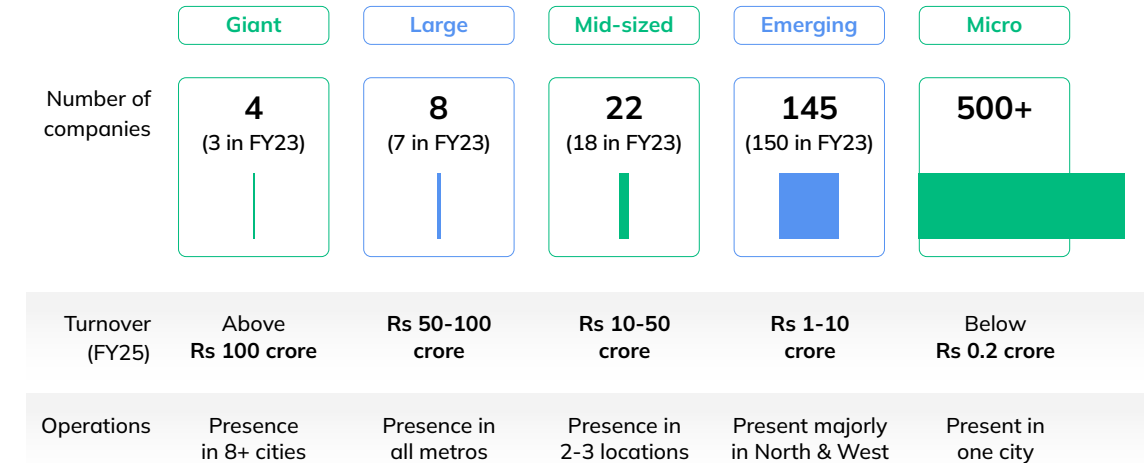 Giant
Large
Mid-sized
Emerging
Micro
Number of
companies
4
(3 in FY23)
8
(7 in FY23)
22
(18 in FY23)
145
(150 in FY23)
500+
Turnover
(FY25)
Above
Rs 100 crore
Rs 50-100
crore
Rs 10-50
crore
Rs 1-10
crore
Below
Rs 0.2 crore
Operations
Presence
in 8+ cities
Presence in
all metros
Presence in
2-3 locations
Present majorly
in North & West
Present in
one city